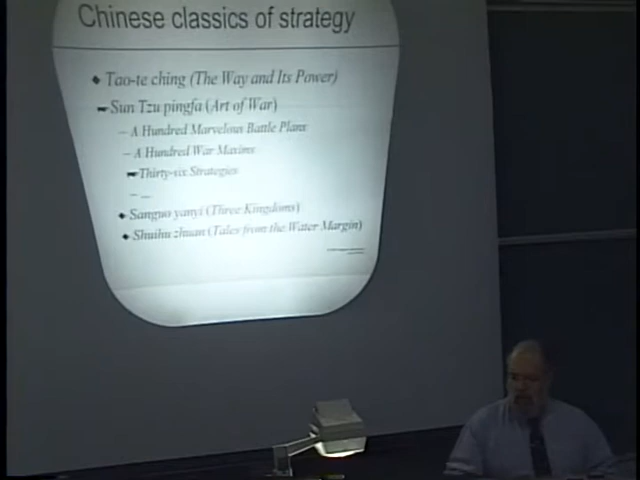 Chinese classics of strategy
Tao-te ching (The Way and Its Power)
Sun Tzu pingfa (Art of War)
– A Hundred Marvelous Battle Plans
– A Hundred War Maxims
Thirty-six Strategies
– ...
Sanguo yanyi (Three Kingdoms)
Shuihu zhuan (Tales from the Water Margin)